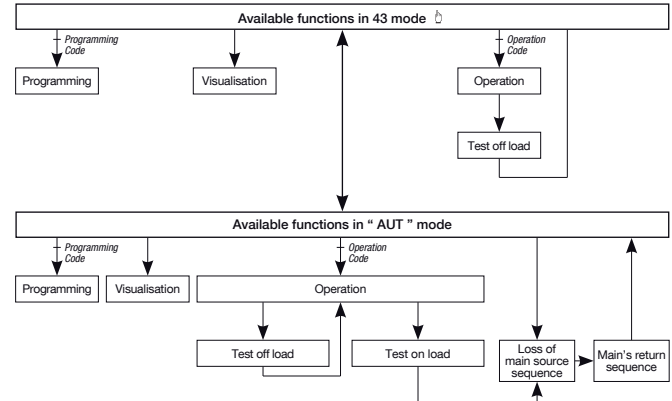 Available functions in 43 mode
Programming
Code
Operation
Code
Programming
Visualisation
Operation
Test off load
Available functions in “ AUT ” mode
Programming
Code
Operation
Code
Programming
Visualisation
Operation
Test off load
Test on load
Loss of
main source
sequence
Main's return
sequence